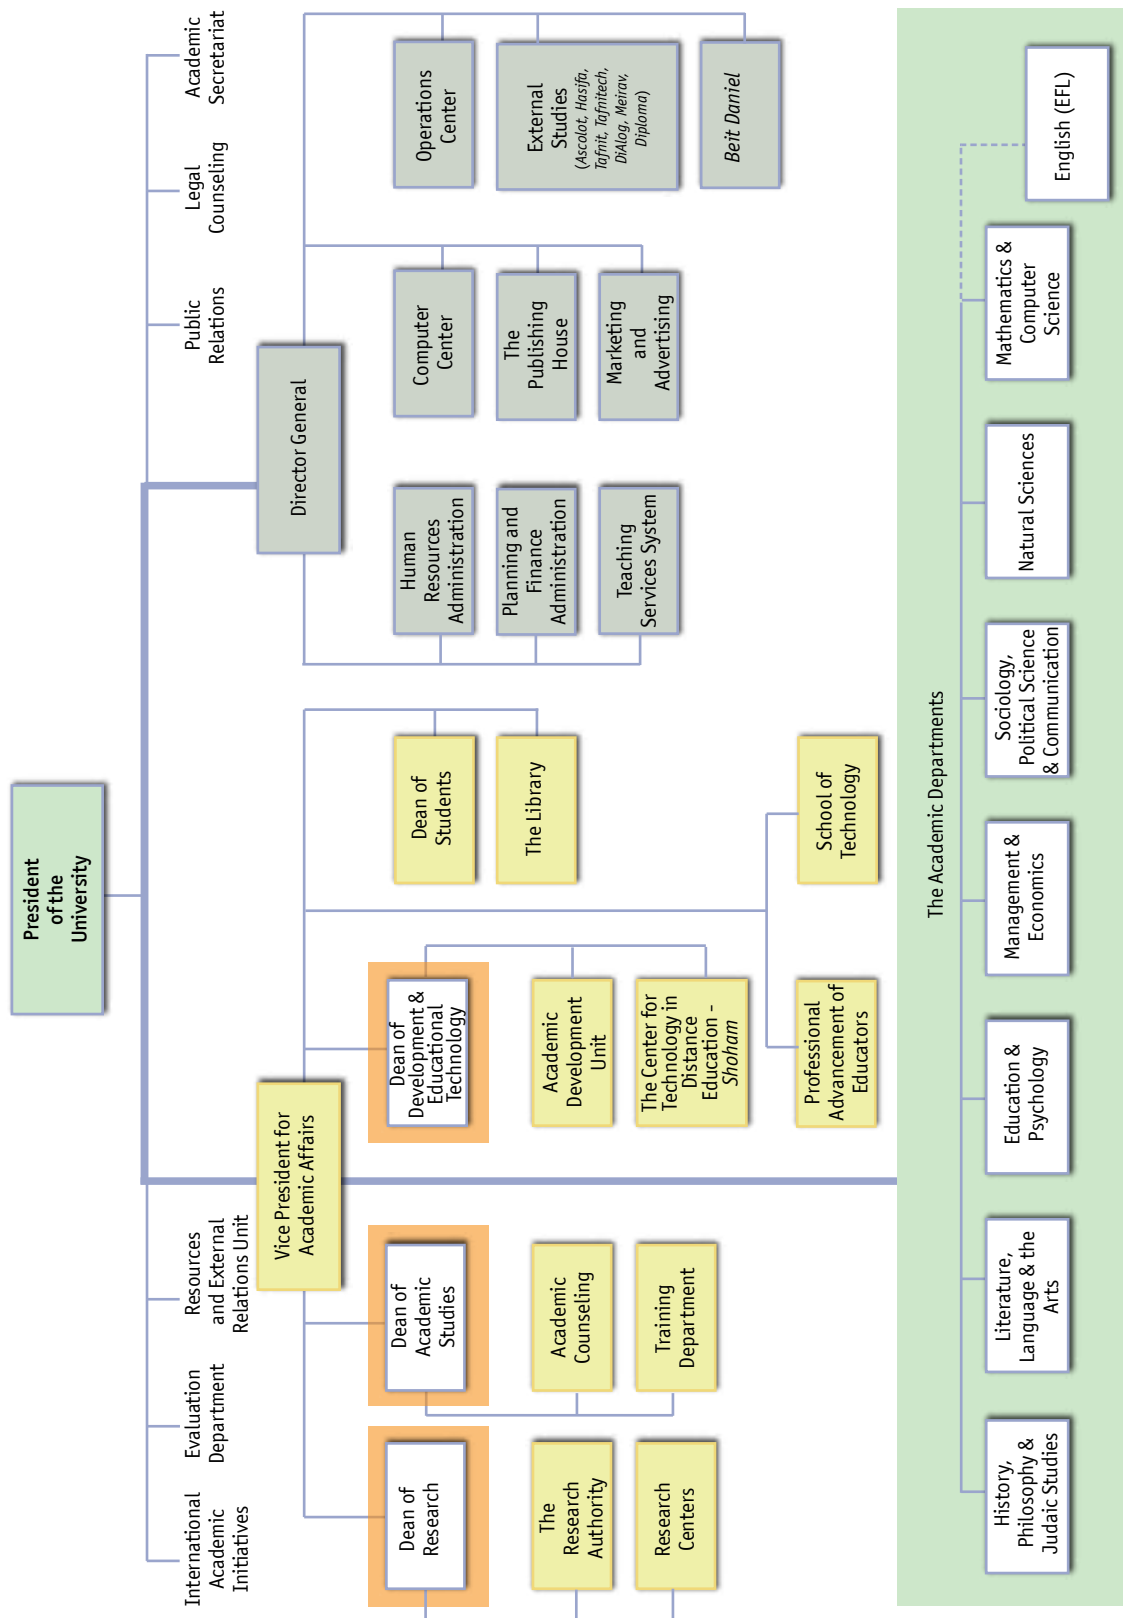 President
of the
University
International
Academic
Initiatives
Evaluation
Department
Resources
and External
Relations Unit
Public
Relations
Legal
Counseling
Academic
Secretariat
Vice President for
Academic Affairs
Director General
Dean of
Research
The
Research
Authority
Research
Centers
Dean of
Academic
Studies
Academic
Counseling
Training
Department
Dean of
Development &
Educational
Technology
Academic
Development
Unit
The Center for
Technology in
Distance
Education -
Shoham
Professional
Advancement of
Educators
School of
Technology
Dean of
Students
The Library
Human
Resources
Administration
Planning and
Finance
Administration
Teaching
Services System
Computer
Center
The
Publishing
House
Marketing
and
Advertising
Operations
Center
External
Studies
(Ascolot, Hasifa,
Tafnit, Tafnitech,
DiAlog, Meirav,
Diploma)
Beit Daniel
The Academic Departments
History,
Philosophy &
Judaic Studies
Literature,
Language & the
Arts
Education &
Psychology
Management &
Economics
Sociology,
Political Science
& Communication
Natural Sciences
Mathematics &
Computer
Science
English (EFL)